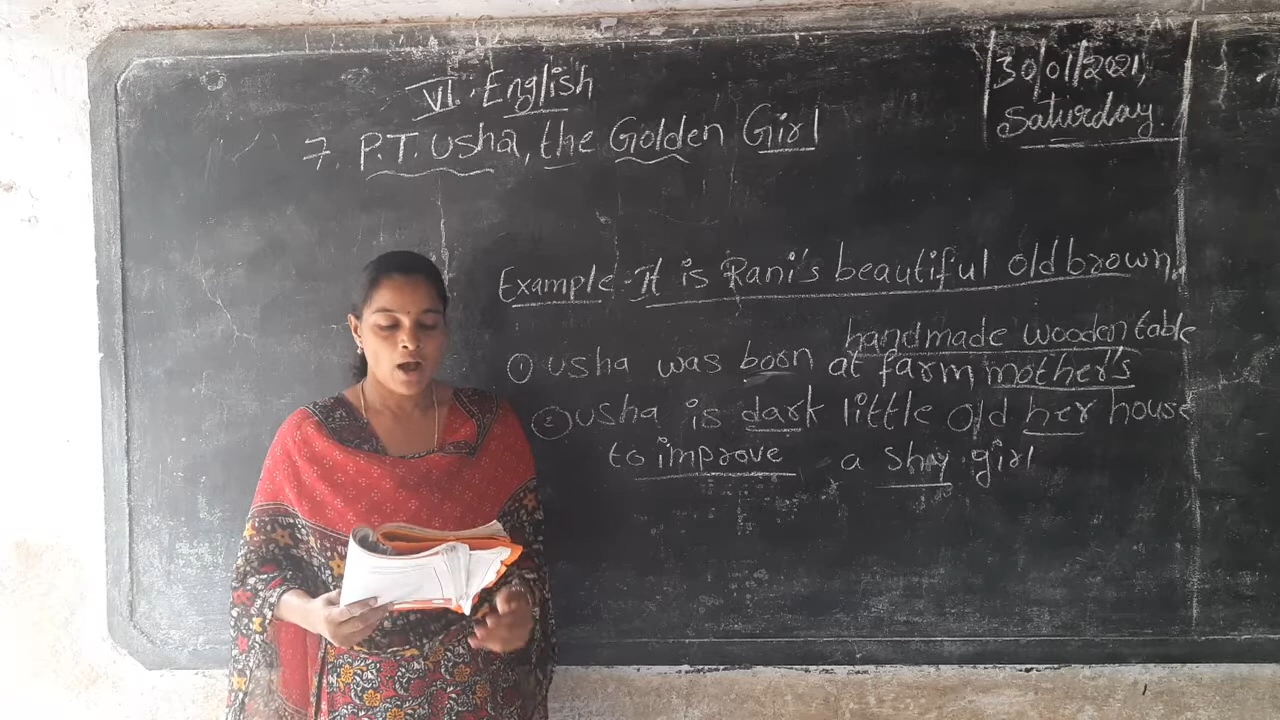 VI. English
30/01/2021,
Saturday
7. P.T. Usha, the Golden Girl
Example - It is Rani's beautiful old brown
handmade wooden table
① Usha was born at farm mother's
② Usha is dark little old her house
to improve a shy girl